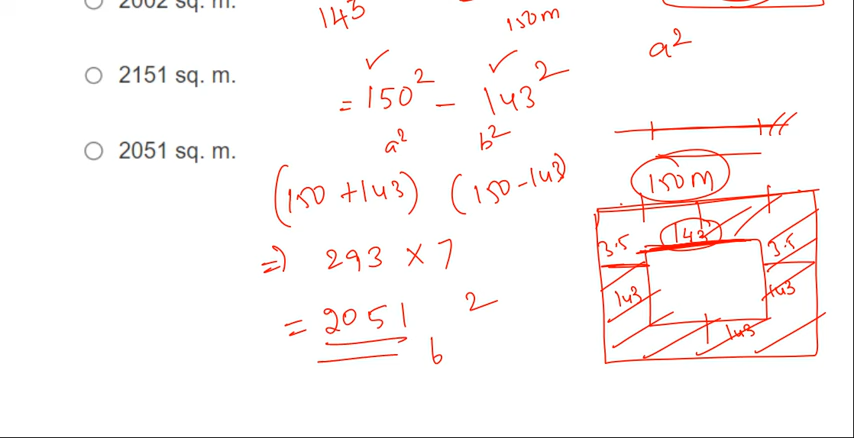 2002 sq. m.
143
150m
a²
2151 sq. m.
= 150² - 143²
a² b²
2051 sq. m.
(150 + 143) (150 - 143)
150m
3.5 143 3.5
⇒ 293 × 7
143 143
= 2051 2
143
b